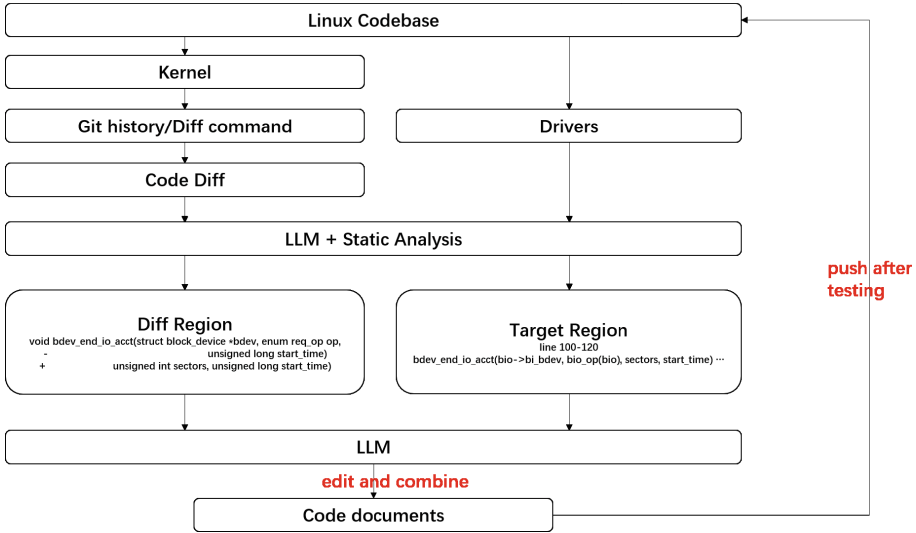 Linux Codebase
Kernel
Git history/Diff command
Drivers
Code Diff
LLM + Static Analysis
push after
testing
Diff Region
void bdev_end_io_acct(struct block_device *bdev, enum req_op op,
- unsigned long start_time)
+ unsigned int sectors, unsigned long start_time)
Target Region
line 100-120
bdev_end_io_acct(bio->bi_bdev, bio_op(bio), sectors, start_time) ···
LLM
edit and combine
Code documents